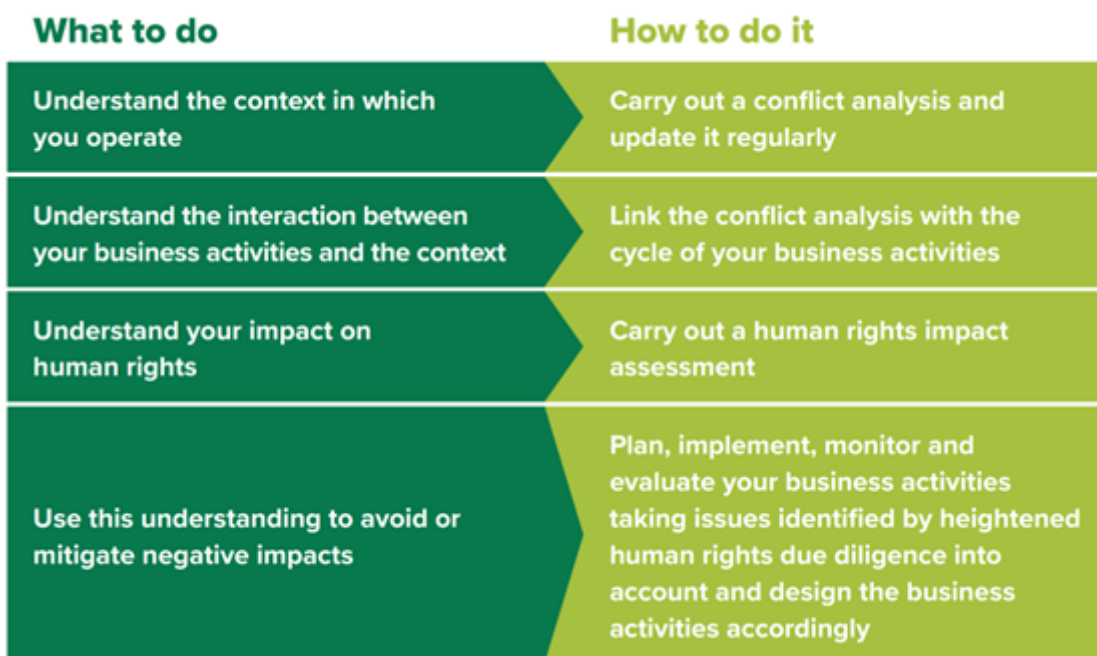 What to do
How to do it
Understand the context in which
you operate
Carry out a conflict analysis and
update it regularly
Understand the interaction between
your business activities and the context
Link the conflict analysis with the
cycle of your business activities
Understand your impact on
human rights
Carry out a human rights impact
assessment
Use this understanding to avoid or
mitigate negative impacts
Plan, implement, monitor and
evaluate your business activities
taking issues identified by heightened
human rights due diligence into
account and design the business
activities accordingly